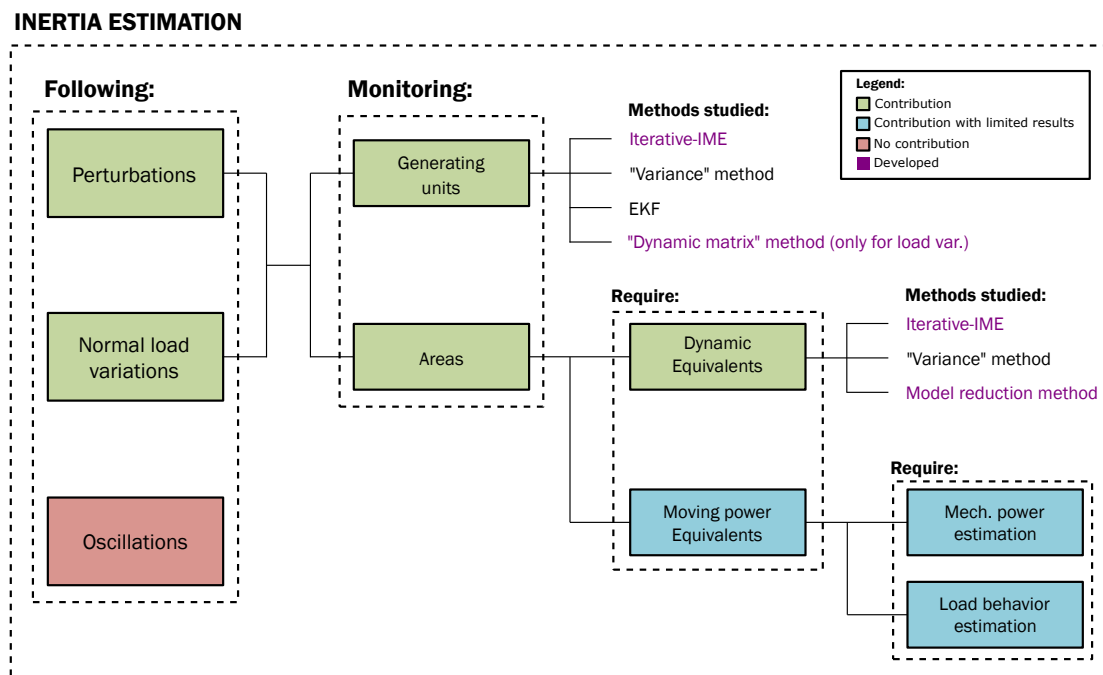 INERTIA ESTIMATION
Following:
Perturbations
Normal load
variations
Oscillations
Monitoring:
Generating
units
Areas
Methods studied:
Iterative-IME
"Variance" method
EKF
"Dynamic matrix" method (only for load var.)
Legend:
Contribution
Contribution with limited results
No contribution
Developed
Require:
Dynamic
Equivalents
Moving power
Equivalents
Methods studied:
Iterative-IME
"Variance" method
Model reduction method
Require:
Mech. power
estimation
Load behavior
estimation